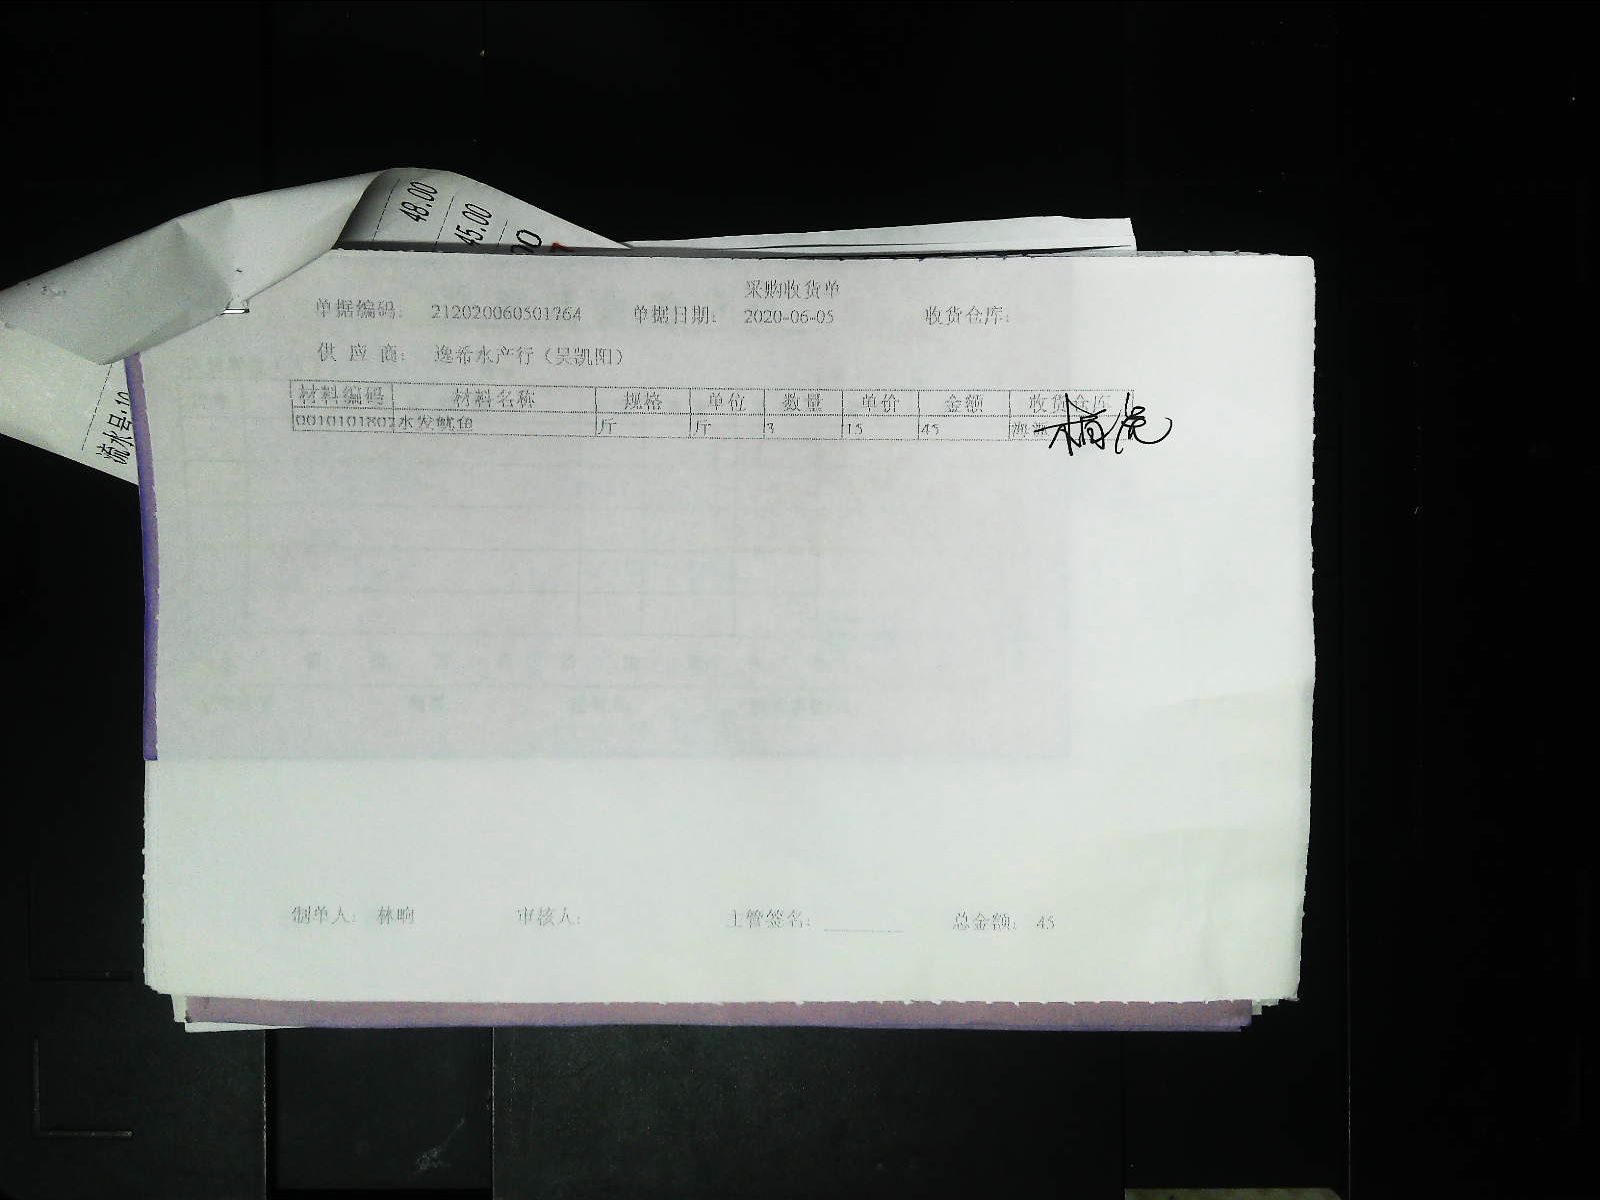 48.00
45.00
00
流水号:10
采购收货单
单据编码: 212020060501764 单据日期: 2020-06-05 收货仓库:
供 应 商: 逸希水产行（吴凯阳）
材料编码 材料名称 规格 单位 数量 单价 金额 收货仓库
0010101802 水发鱿鱼 斤 斤 3 15 45 海
制单人: 林响 审核人: 主管签名: 总金额: 45